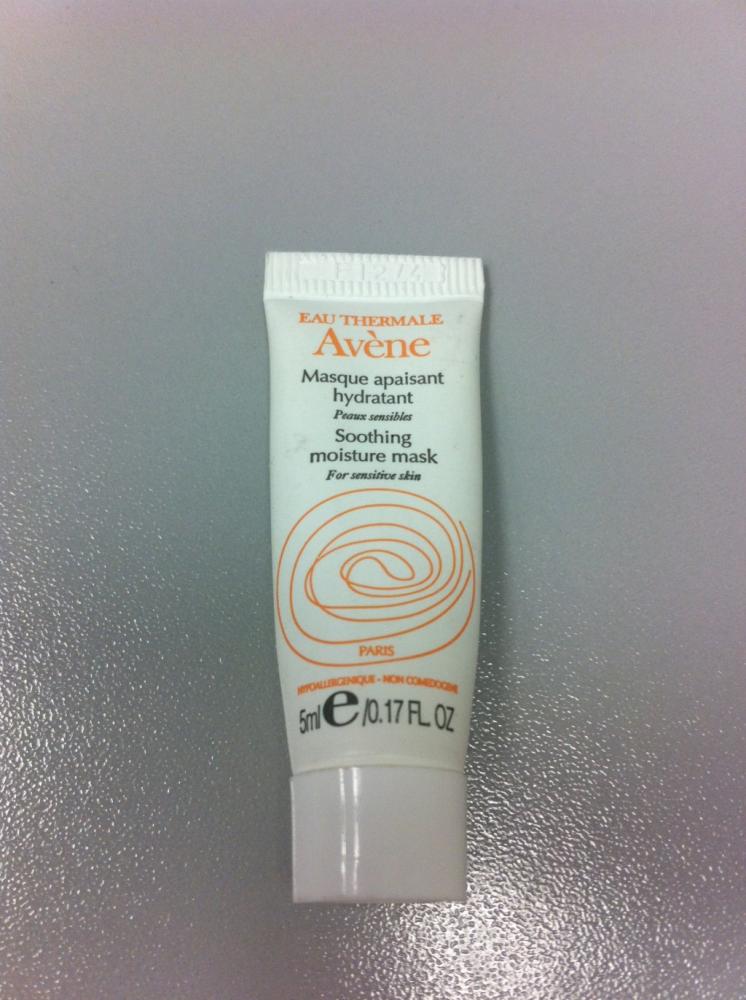 EAU THERMALE
Avène
Masque apaisant
hydratant
Peaux sensibles
Soothing
moisture mask
For sensitive skin
PARIS
HYPOALLERGENIQUE - NON COMEDOGENE
5ml e /0.17 FL. OZ